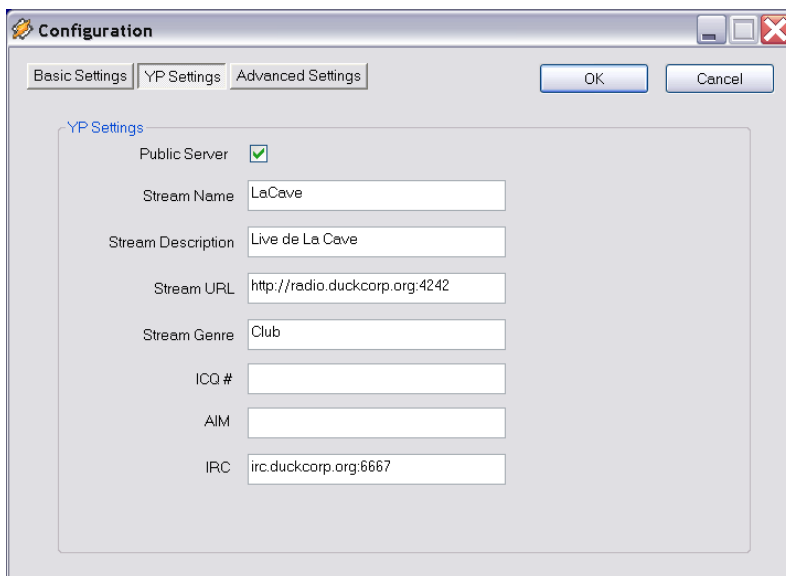 Configuration
Basic Settings YP Settings Advanced Settings OK Cancel
YP Settings
Public Server
Stream Name LaCave
Stream Description Live de La Cave
Stream URL http://radio.duckcorp.org:4242
Stream Genre Club
ICQ #
AIM
IRC irc.duckcorp.org:6667